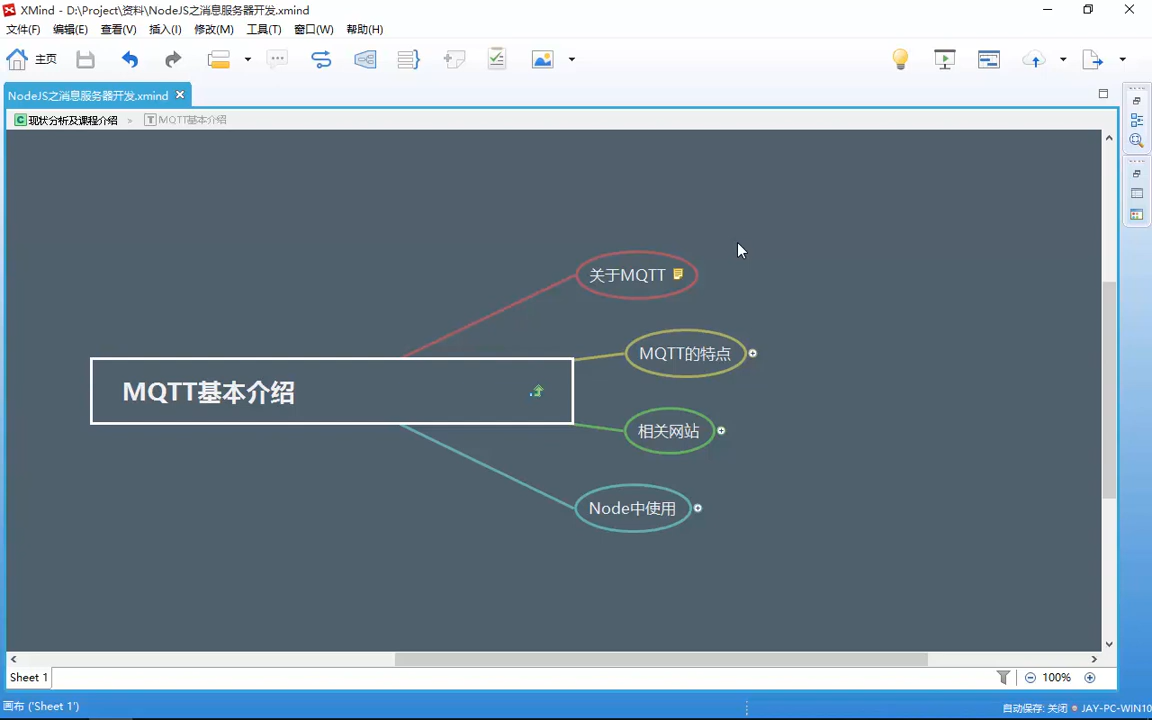 XMind - D:\Project\资料\NodeJS之消息服务器开发.xmind
文件(F) 编辑(E) 查看(V) 插入(I) 修改(M) 工具(T) 窗口(W) 帮助(H)
主页
NodeJS之消息服务器开发.xmind
C 现状分析及课程介绍 > T MQTT基本介绍
关于MQTT
MQTT的特点
MQTT基本介绍
相关网站
Node中使用
Sheet 1
100%
画布 ('Sheet 1')
自动保存: 关闭 JAY-PC-WIN10